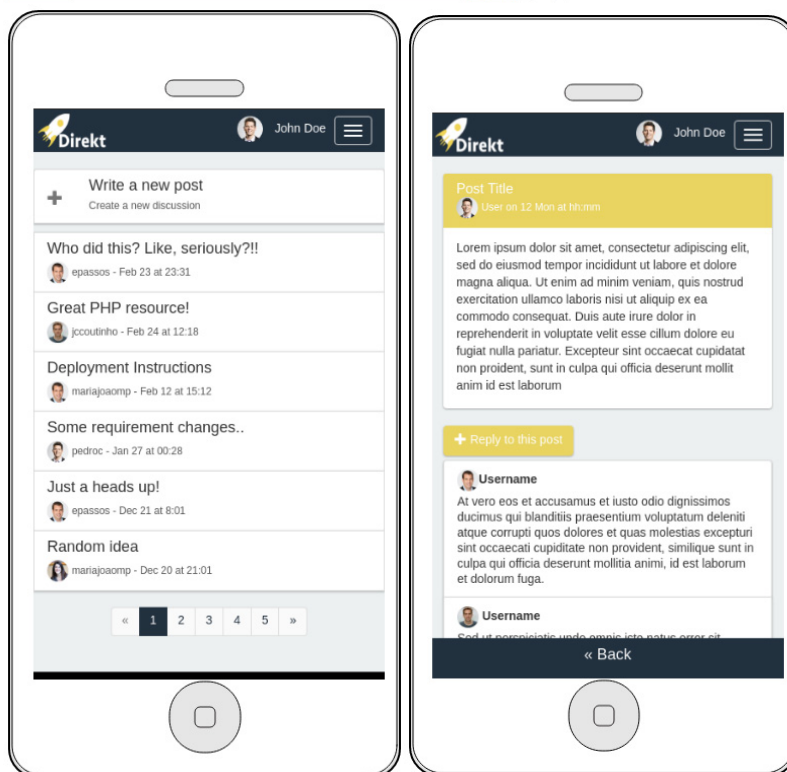 Direkt
John Doe
Write a new post
Create a new discussion
Who did this? Like, seriously?!!
epassos - Feb 23 at 23:31
Great PHP resource!
jccoutinho - Feb 24 at 12:18
Deployment Instructions
mariajoaomp - Feb 12 at 15:12
Some requirement changes..
pedroc - Jan 27 at 00:28
Just a heads up!
epassos - Dec 21 at 8:01
Random idea
mariajoaomp - Dec 20 at 21:01
« 1 2 3 4 5 »
Direkt
John Doe
Post Title
User on 12 Mon at hh:mm
Lorem ipsum dolor sit amet, consectetur adipiscing elit,
sed do eiusmod tempor incididunt ut labore et dolore
magna aliqua. Ut enim ad minim veniam, quis nostrud
exercitation ullamco laboris nisi ut aliquip ex ea
commodo consequat. Duis aute irure dolor in
reprehenderit in voluptate velit esse cillum dolore eu
fugiat nulla pariatur. Excepteur sint occaecat cupidatat
non proident, sunt in culpa qui officia deserunt mollit
anim id est laborum
Reply to this post
Username
At vero eos et accusamus et iusto odio dignissimos
ducimus qui blanditiis praesentium voluptatum deleniti
atque corrupti quos dolores et quas molestias excepturi
sint occaecati cupiditate non provident, similique sunt in
culpa qui officia deserunt mollitia animi, id est laborum
et dolorum fuga.
Username
Sed ut perspiciatis unde omnis iste natus error sit
« Back